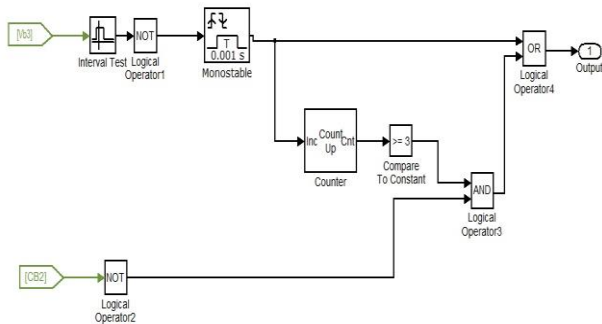 [Vb3]
Interval Test
NOT
Logical
Operator1
T
0.001 s
Monostable
OR
Logical
Operator4
1
Output
Inc
Count
Up
Cnt
Counter
>= 3
Compare
To Constant
AND
Logical
Operator3
[CB2]
NOT
Logical
Operator2